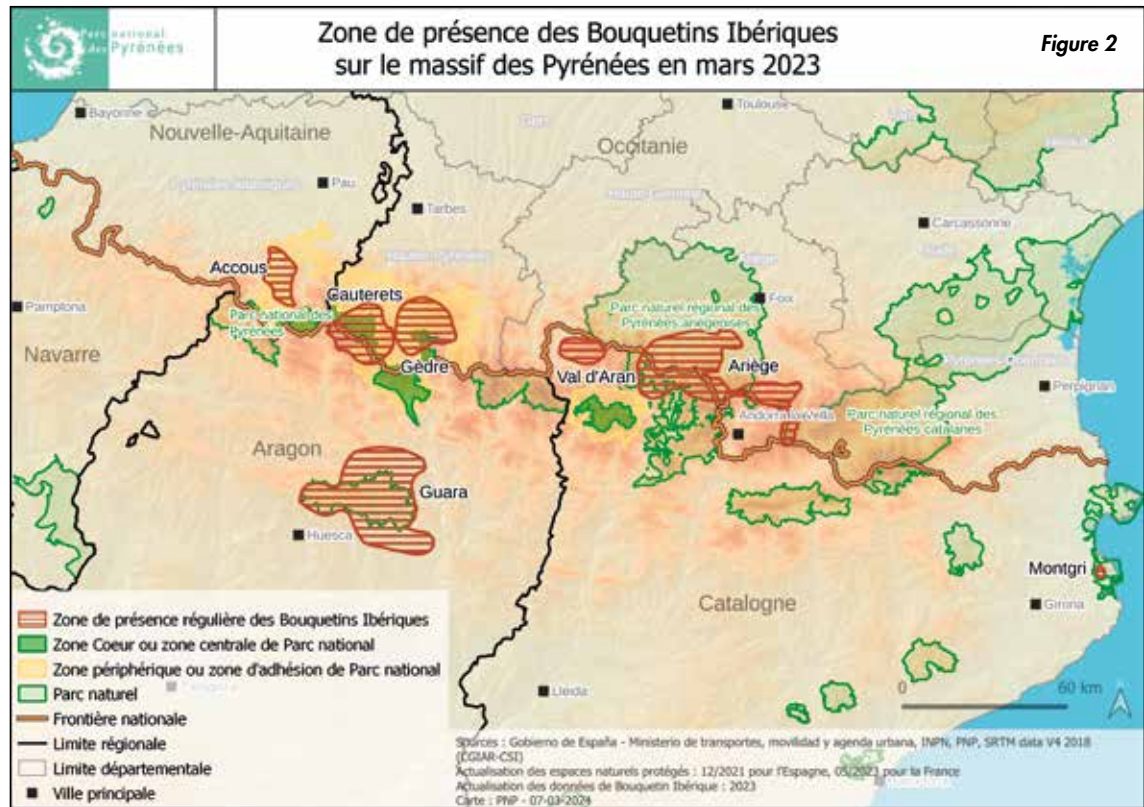 Parc national
des Pyrénées
Zone de présence des Bouquetins Ibériques
sur le massif des Pyrénées en mars 2023
Figure 2
Bayonne
Toulouse
Nouvelle-Aquitaine
Occitanie
Pau
Tarbes
Carcassonne
Accous
Cauterets
Foix
Parc naturel régional des
Pyrénées ariégeoises
Pamplona
Parc national des
Pyrénées
Navarre
Gèdre
Val d'Aran
Ariège
Perpignan
Andorra la Vella
Parc naturel régional des
Pyrénées catalanes
Aragon
Guara
Huesca
Montgri
Catalogne
Girona
Zone de présence régulière des Bouquetins Ibériques
Zone Coeur ou zone centrale de Parc national
Zone périphérique ou zone d'adhésion de Parc national
Parc naturel
Frontière nationale
Limite régionale
Limite départementale
Ville principale
Lleida
0
60 km
Sources : Gobierno de España - Ministerio de transportes, movilidad y agenda urbana, INPN, PNP, SRTM data V4 2018
(CGIAR-CSI)
Actualisation des espaces naturels protégés : 12/2021 pour l'Espagne, 05/2023 pour la France
Actualisation des données de Bouquetin Ibérique : 2023
Carte : PNP - 07-03-2024